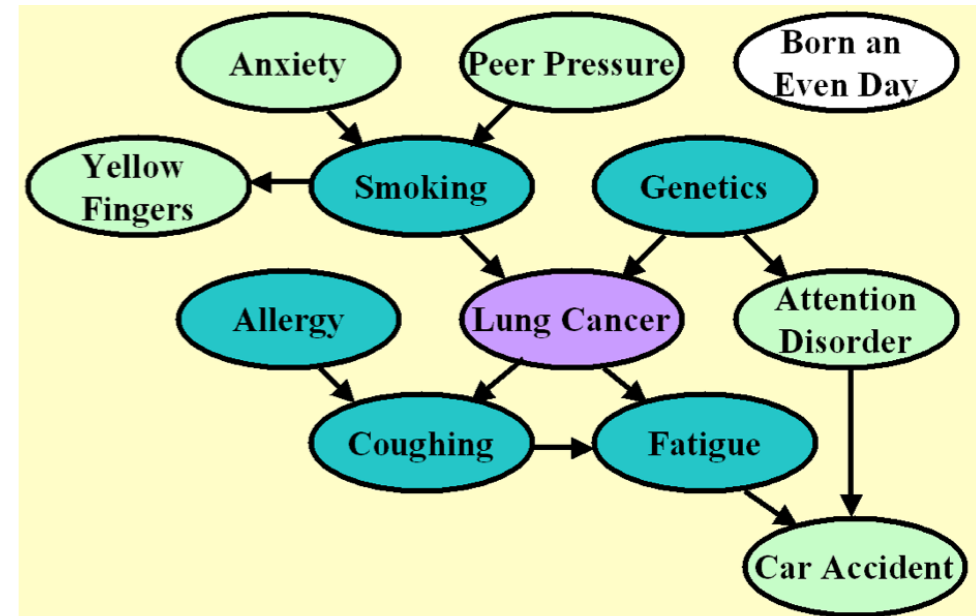 Anxiety
Peer Pressure
Born an
Even Day
Yellow
Fingers
Smoking
Genetics
Allergy
Lung Cancer
Attention
Disorder
Coughing
Fatigue
Car Accident